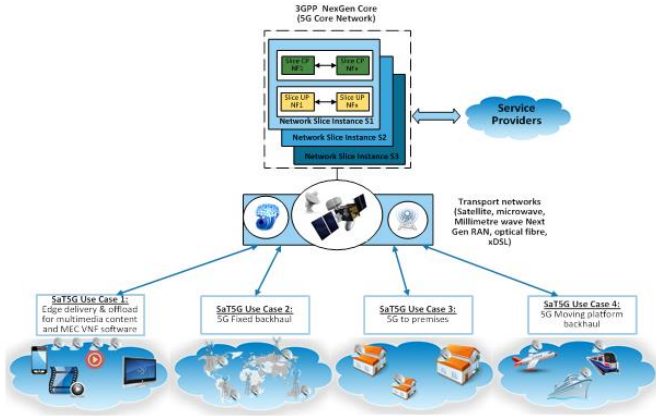 3GPP NexGen Core
(5G Core Network)
Slice CP
NF1
Slice CP
NFx
Slice UP
NF1
Slice UP
NFx
Network Slice Instance S1
Network Slice Instance S2
Network Slice Instance S3
Service
Providers
Transport networks
(Satellite, microwave,
Millimetre wave Next
Gen RAN, optical fibre,
xDSL)
SaT5G Use Case 1:
Edge delivery & offload
for multimedia content
and MEC VNF software
SaT5G Use Case 2:
5G Fixed backhaul
SaT5G Use Case 3:
5G to premises
SaT5G Use Case 4:
5G Moving platform
backhaul